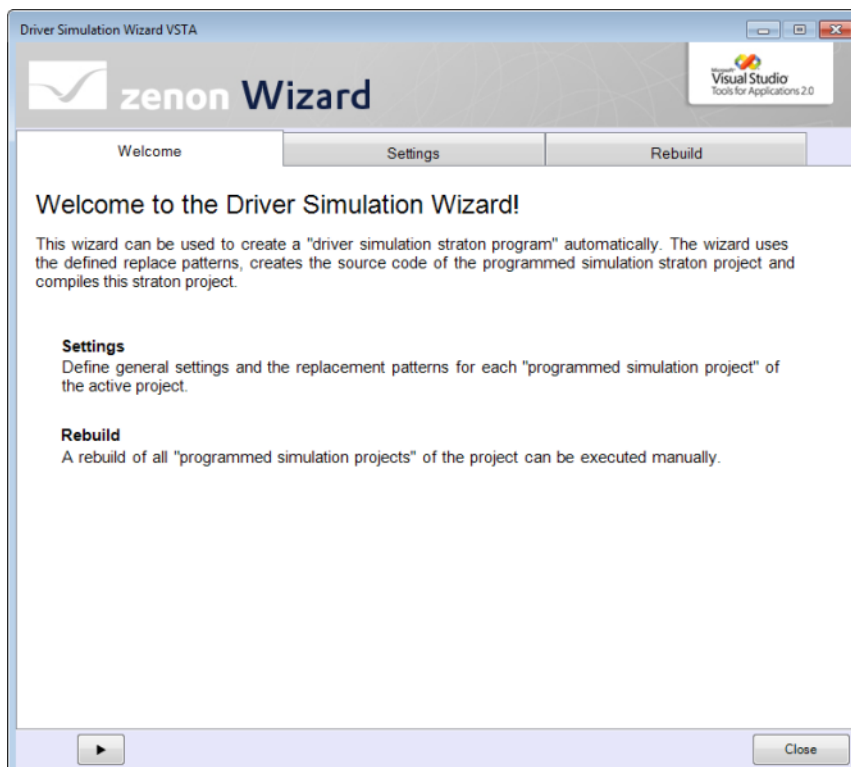 Driver Simulation Wizard VSTA
zenon Wizard
Microsoft
Visual Studio
Tools for Applications 2.0
Welcome
Settings
Rebuild
Welcome to the Driver Simulation Wizard!
This wizard can be used to create a "driver simulation straton program" automatically. The wizard uses
the defined replace patterns, creates the source code of the programmed simulation straton project and
compiles this straton project.
Settings
Define general settings and the replacement patterns for each "programmed simulation project" of
the active project.
Rebuild
A rebuild of all "programmed simulation projects" of the project can be executed manually.
Close